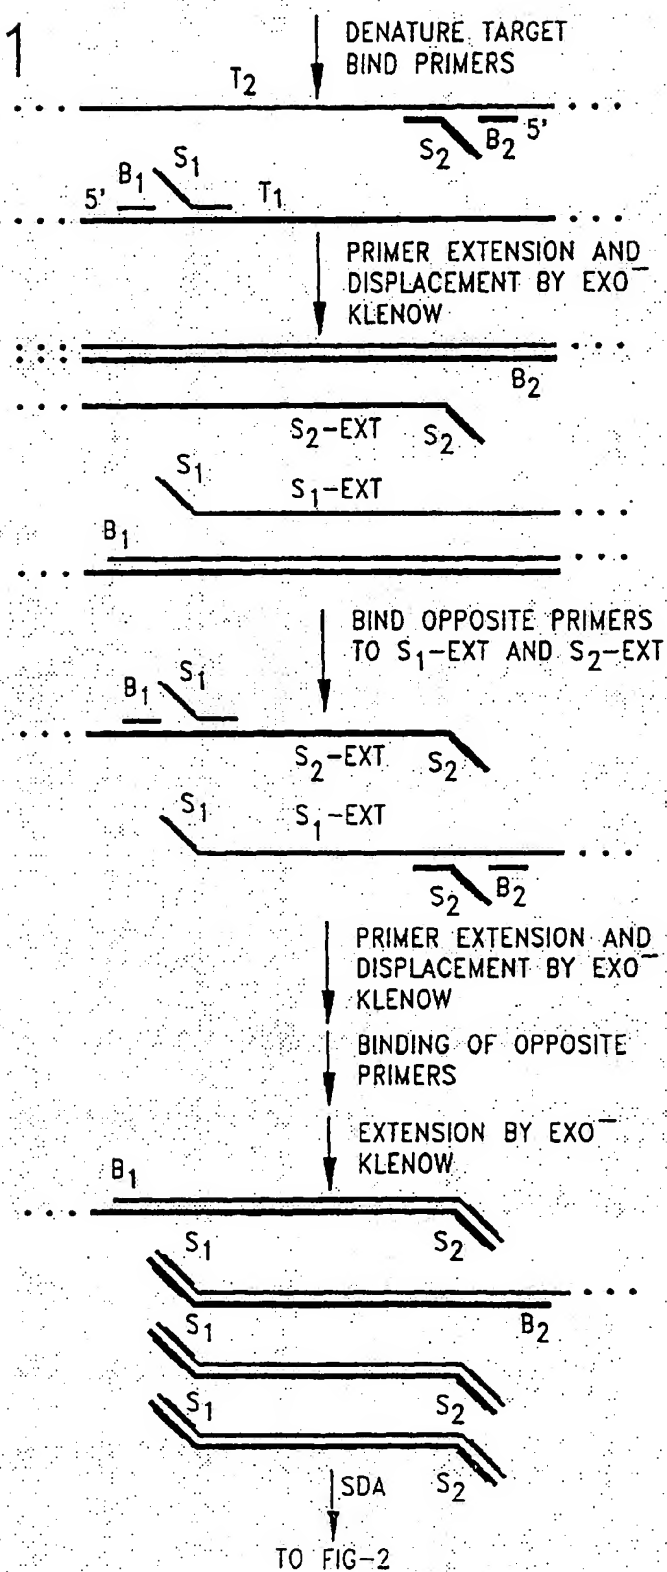 1
DENATURE TARGET
BIND PRIMERS
T2
S2 B2 5'
5' B1 S1 T1
PRIMER EXTENSION AND
DISPLACEMENT BY EXO⁻
KLENOW
B2
S2-EXT S2
S1 S1-EXT
B1
BIND OPPOSITE PRIMERS
TO S1-EXT AND S2-EXT
B1 S1
S2-EXT S2
S1 S1-EXT
S2 B2
PRIMER EXTENSION AND
DISPLACEMENT BY EXO⁻
KLENOW
BINDING OF OPPOSITE
PRIMERS
EXTENSION BY EXO⁻
KLENOW
B1
S1 S2
S1 B2
S1 S2
S2
SDA
TO FIG-2